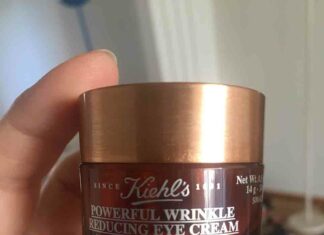 SINCE Kiehl's 1851
POWERFUL WRINKLE
REDUCING EYE CREAM
Net Wt.
14 g